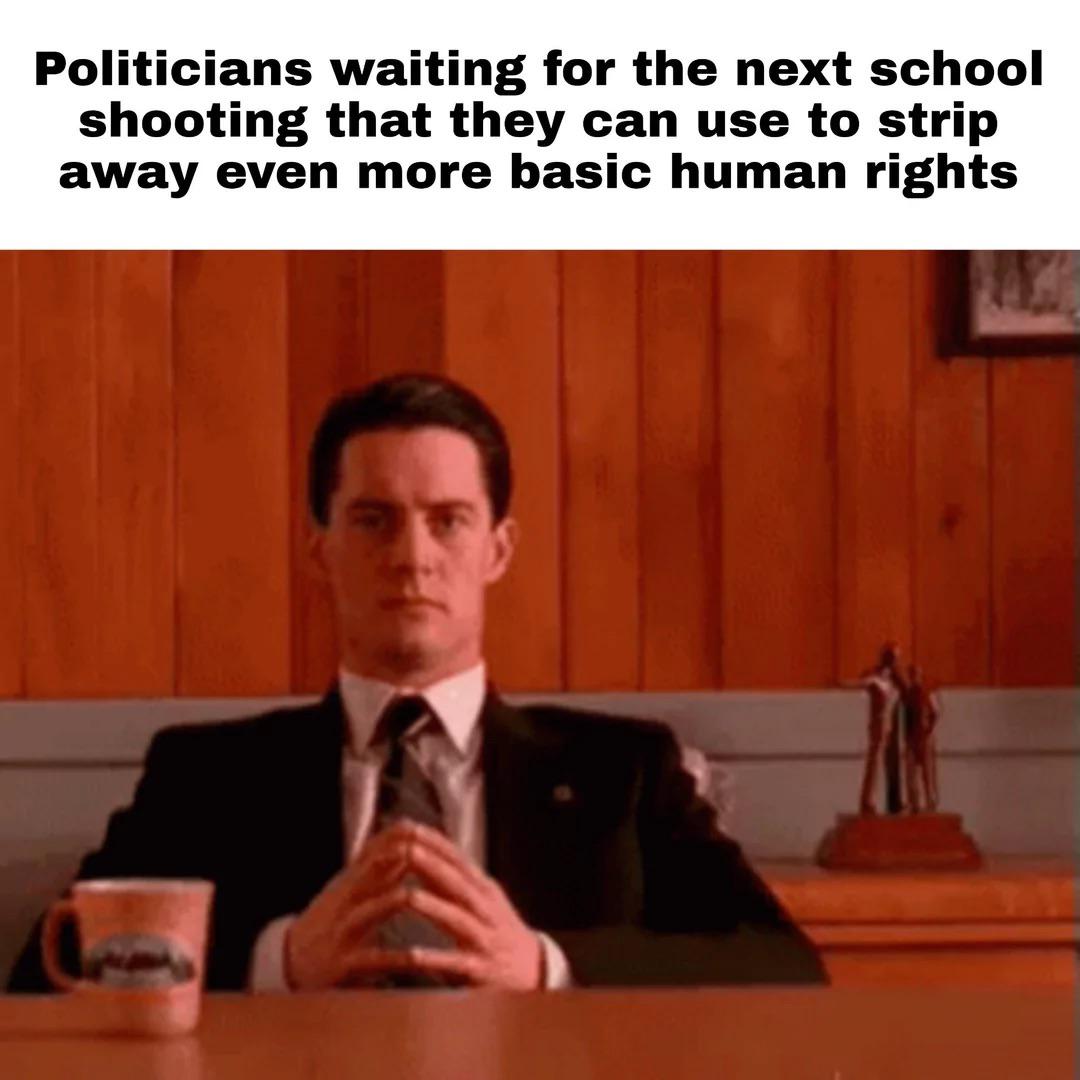 Politicians waiting for the next school
shooting that they can use to strip
away even more basic human rights